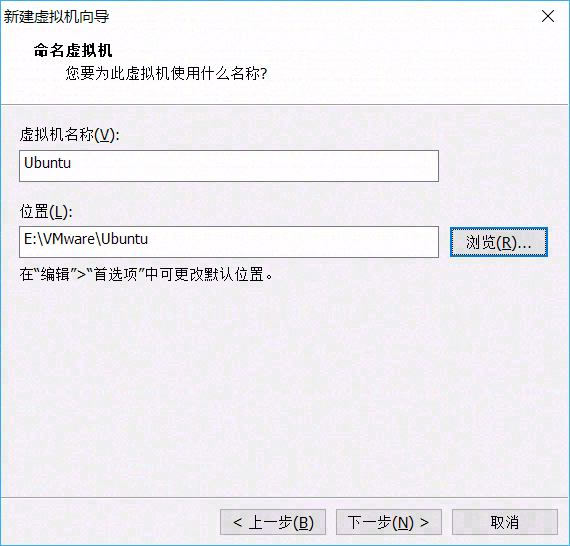 新建虚拟机向导
命名虚拟机
您要为此虚拟机使用什么名称?
虚拟机名称(V):
Ubuntu
位置(L):
E:\VMware\Ubuntu
浏览(R)...
在“编辑”>“首选项”中可更改默认位置。
< 上一步(B)
下一步(N) >
取消